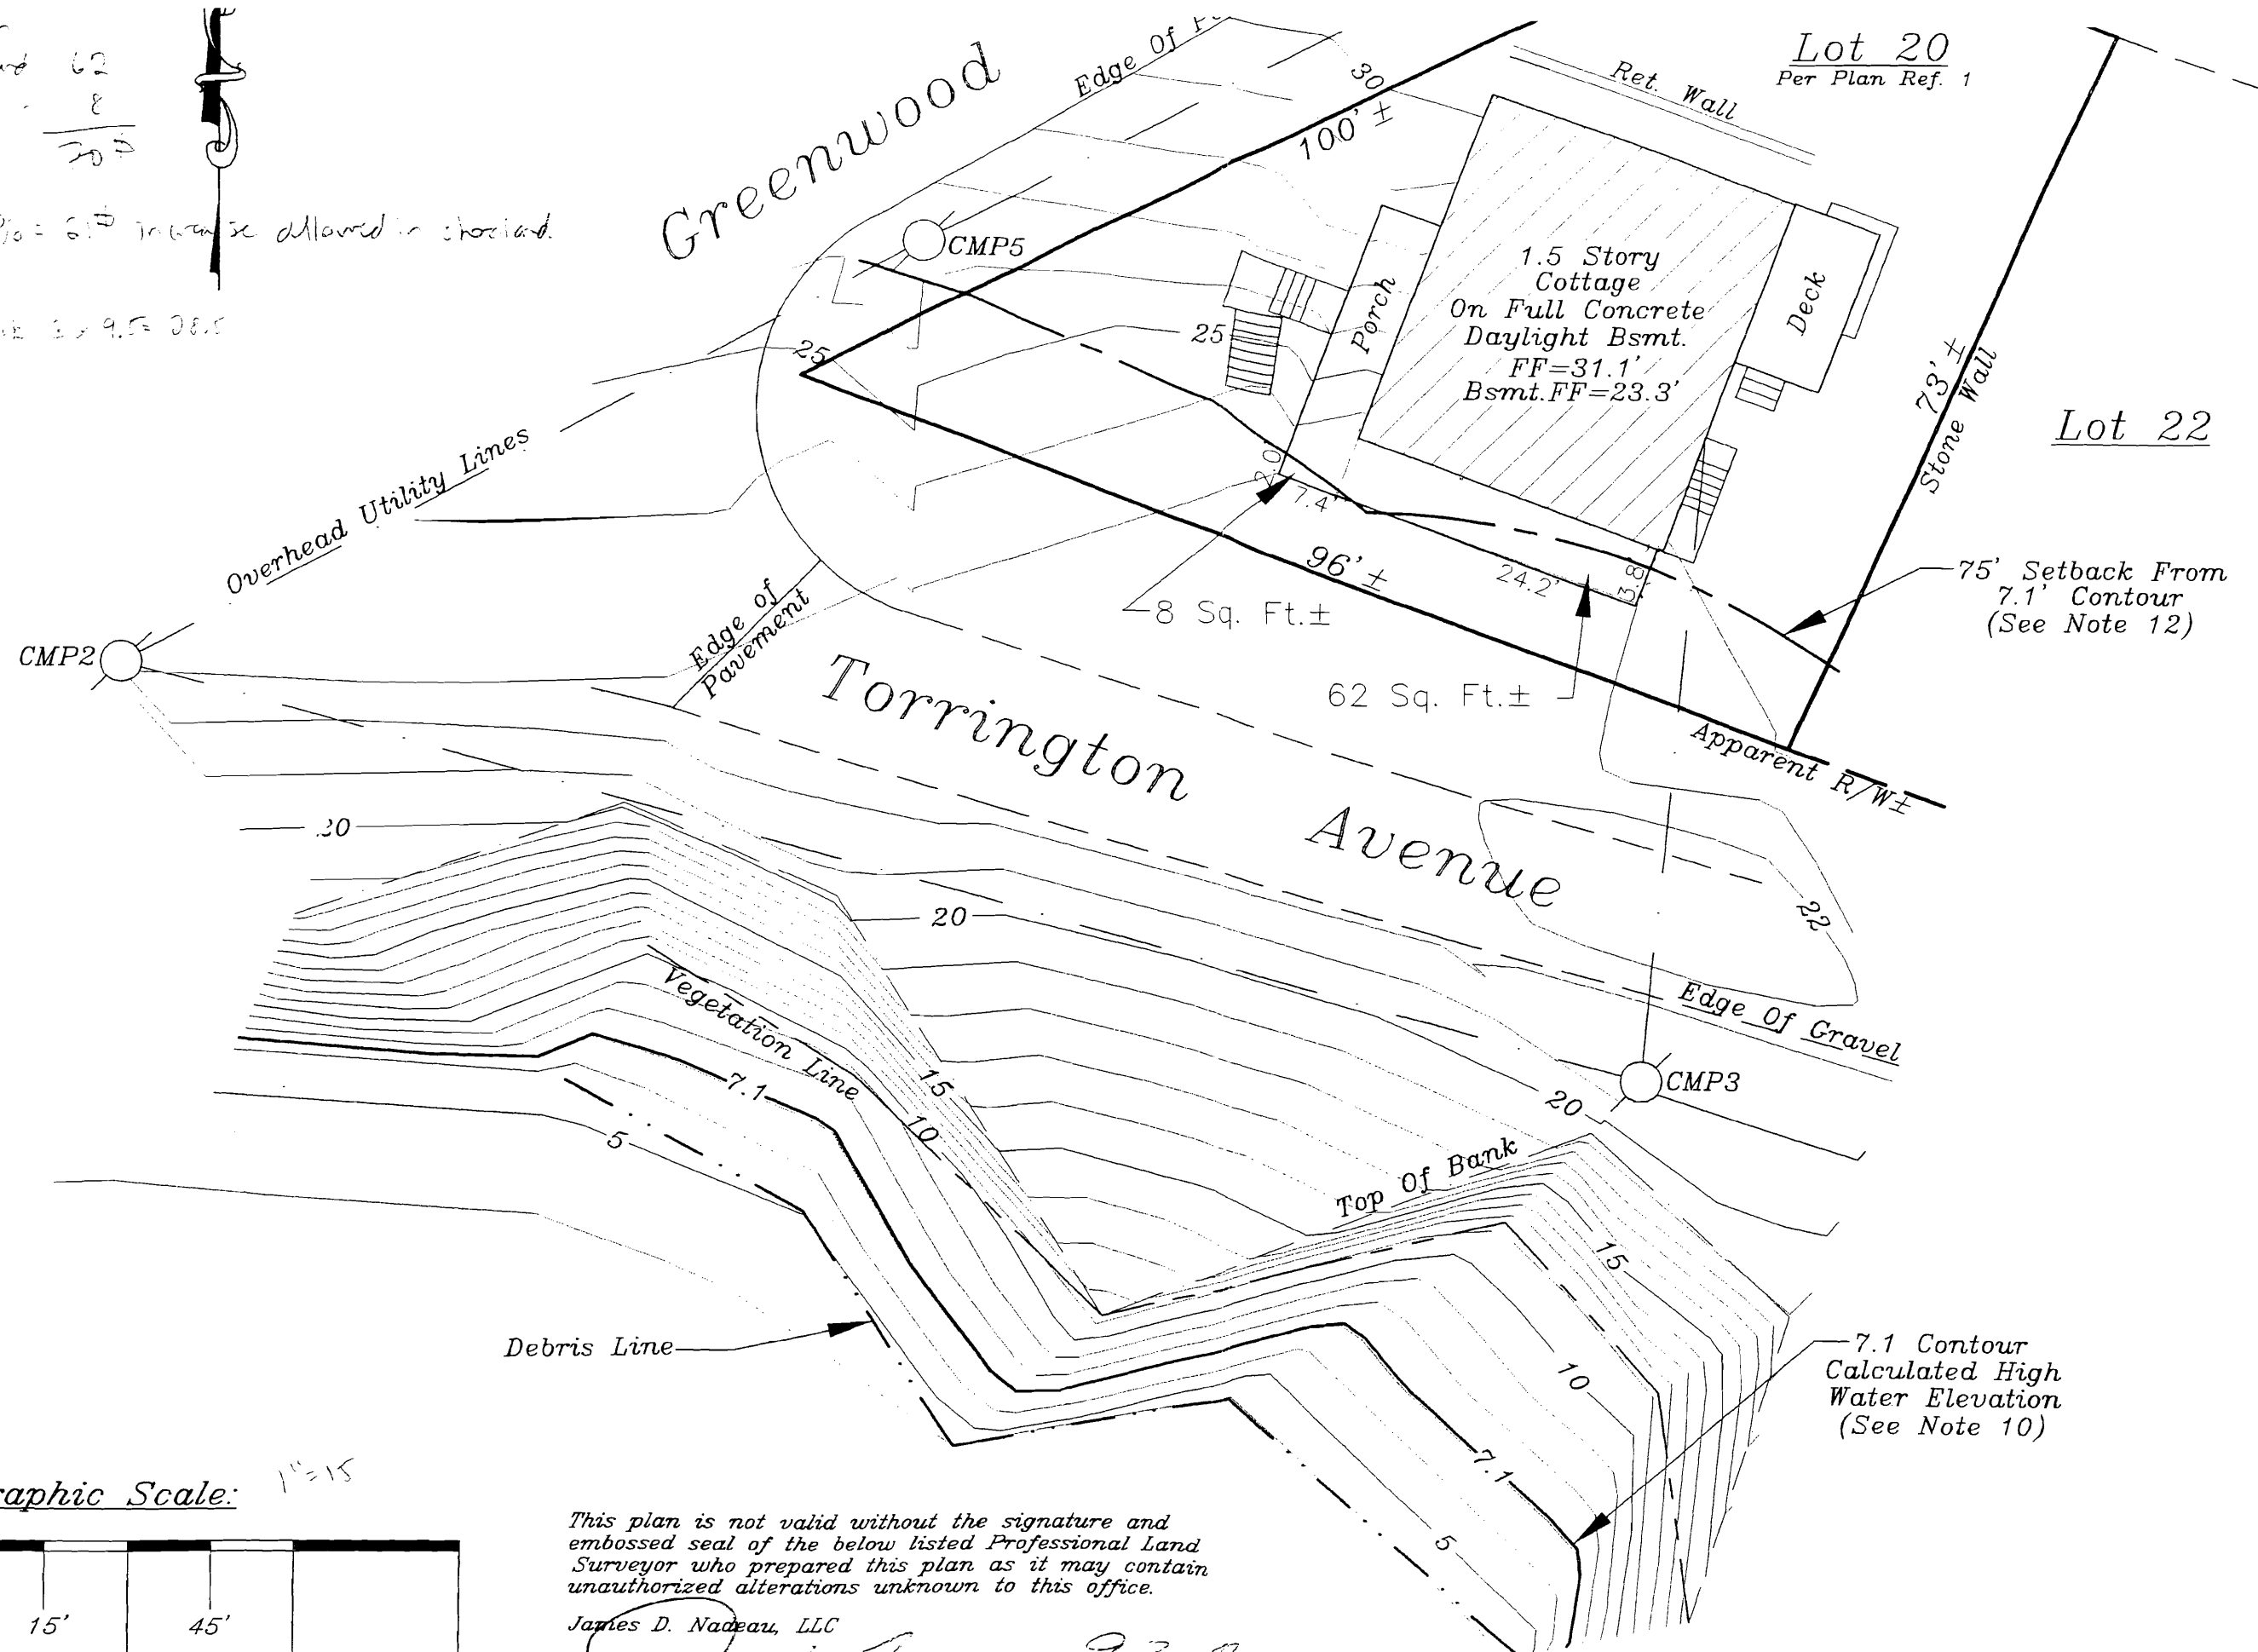 62
8
increase allowed in
Greenwood
Edge Of
30
100' ±
Ret. Wall
Lot 20
Per Plan Ref. 1
CMP5
25
25
Porch
1.5 Story
Cottage
On Full Concrete
Daylight Bsmt.
FF=31.1'
Bsmt.FF=23.3'
Deck
73' ±
Stone Wall
Lot 22
Overhead Utility Lines
2.0
7.4'
24.2'
3.8'
96' ±
8 Sq. Ft.±
62 Sq. Ft.±
75' Setback From
7.1' Contour
(See Note 12)
CMP2
Edge of
Pavement
Torrington
Avenue
Apparent R/W±
20
20
22
Vegetation Line
Edge Of Gravel
7.1
15
10
CMP3
20
5
Top Of Bank
15
Debris Line
10
7.1 Contour
Calculated High
Water Elevation
(See Note 10)
7.1
5
Scale:
1"=15
15'
45'
This plan is not valid without the signature and
embossed seal of the below listed Professional Land
Surveyor who prepared this plan as it may contain
unauthorized alterations unknown to this office.
James D. Nadeau, LLC